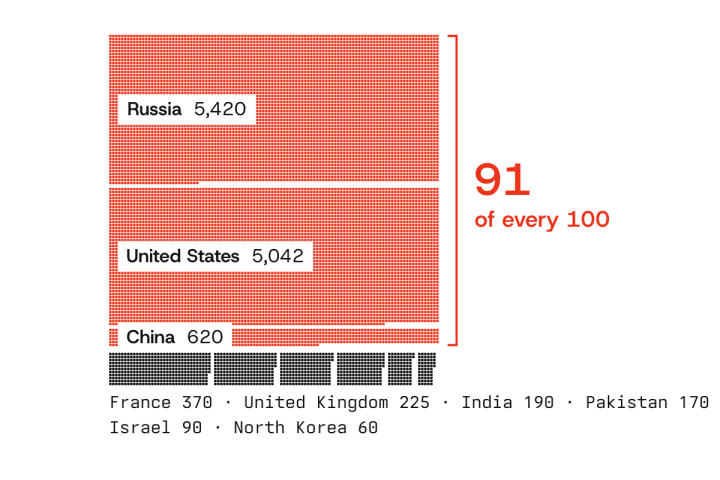 Russia 5,420
91
of every 100
United States 5,042
China 620
France 370 · United Kingdom 225 · India 190 · Pakistan 170
Israel 90 · North Korea 60